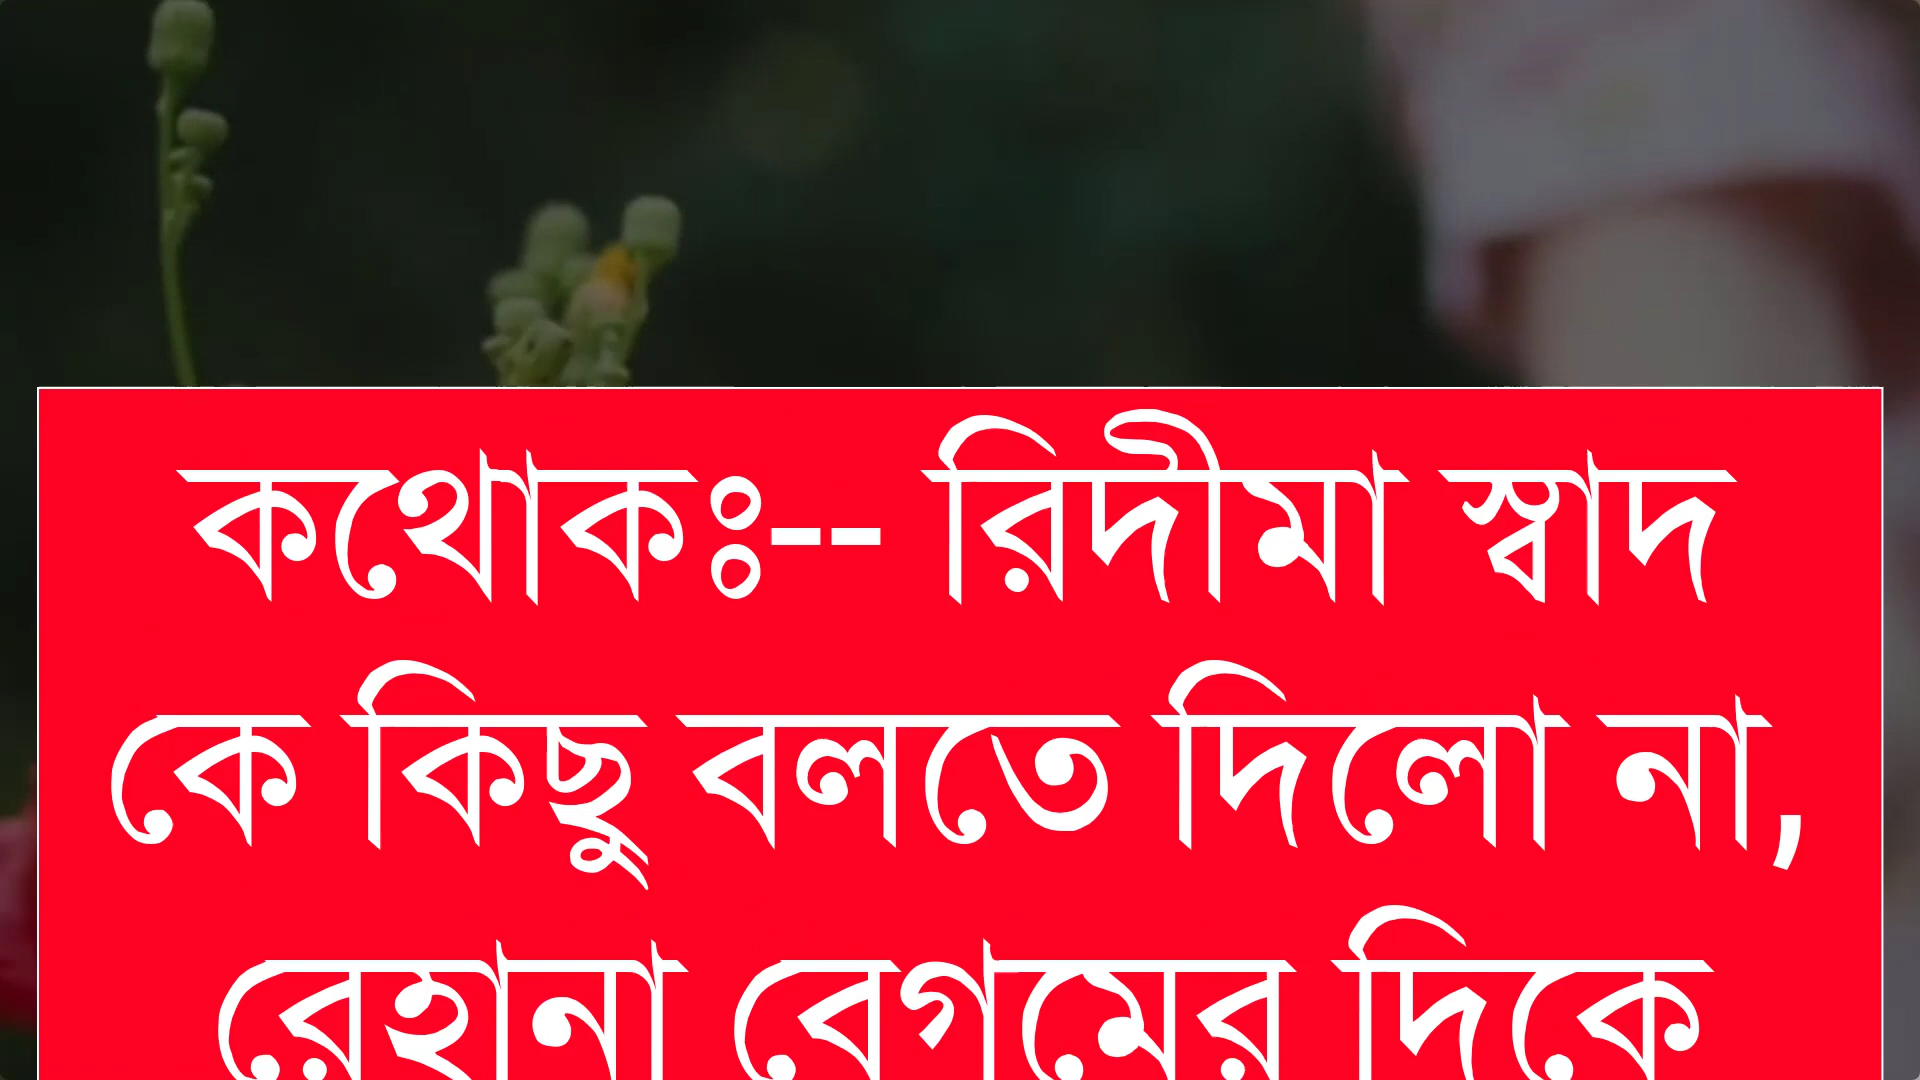 কথোকঃ-- রিদীমা স্বাদ
কে কিছু বলতে দিলো না,
রেহানা বেগমের দিকে